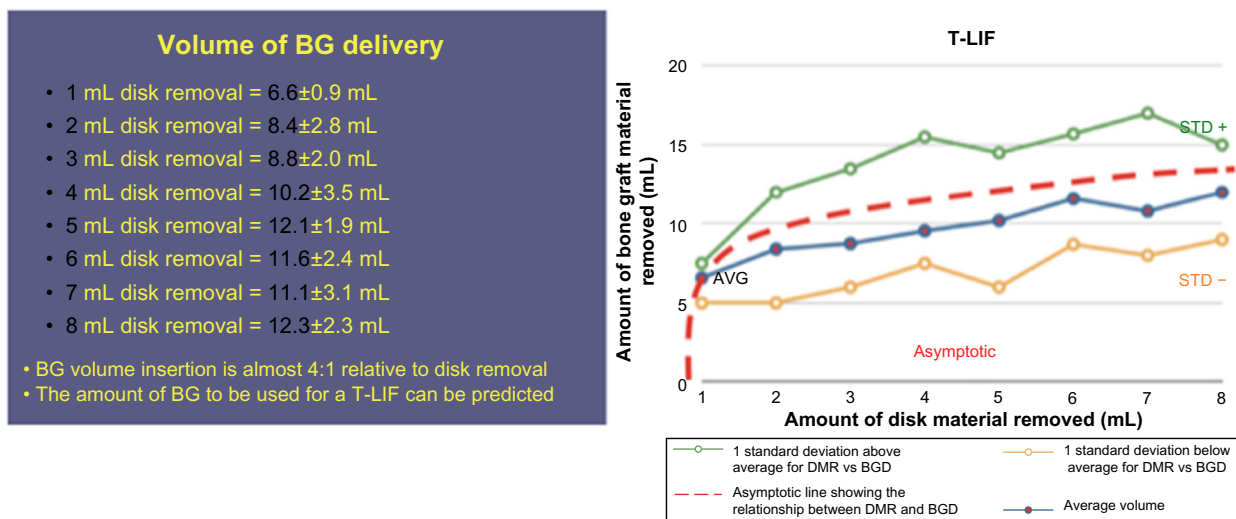 Volume of BG delivery
• 1 mL disk removal = 6.6±0.9 mL
• 2 mL disk removal = 8.4±2.8 mL
• 3 mL disk removal = 8.8±2.0 mL
• 4 mL disk removal = 10.2±3.5 mL
• 5 mL disk removal = 12.1±1.9 mL
• 6 mL disk removal = 11.6±2.4 mL
• 7 mL disk removal = 11.1±3.1 mL
• 8 mL disk removal = 12.3±2.3 mL
• BG volume insertion is almost 4:1 relative to disk removal
• The amount of BG to be used for a T-LIF can be predicted
T-LIF
Amount of bone graft material
removed (mL)
20
15
10
5
0
STD +
AVG
STD −
Asymptotic
1 2 3 4 5 6 7 8
Amount of disk material removed (mL)
1 standard deviation above
average for DMR vs BGD
1 standard deviation below
average for DMR vs BGD
Asymptotic line showing the
relationship between DMR and BGD
Average volume